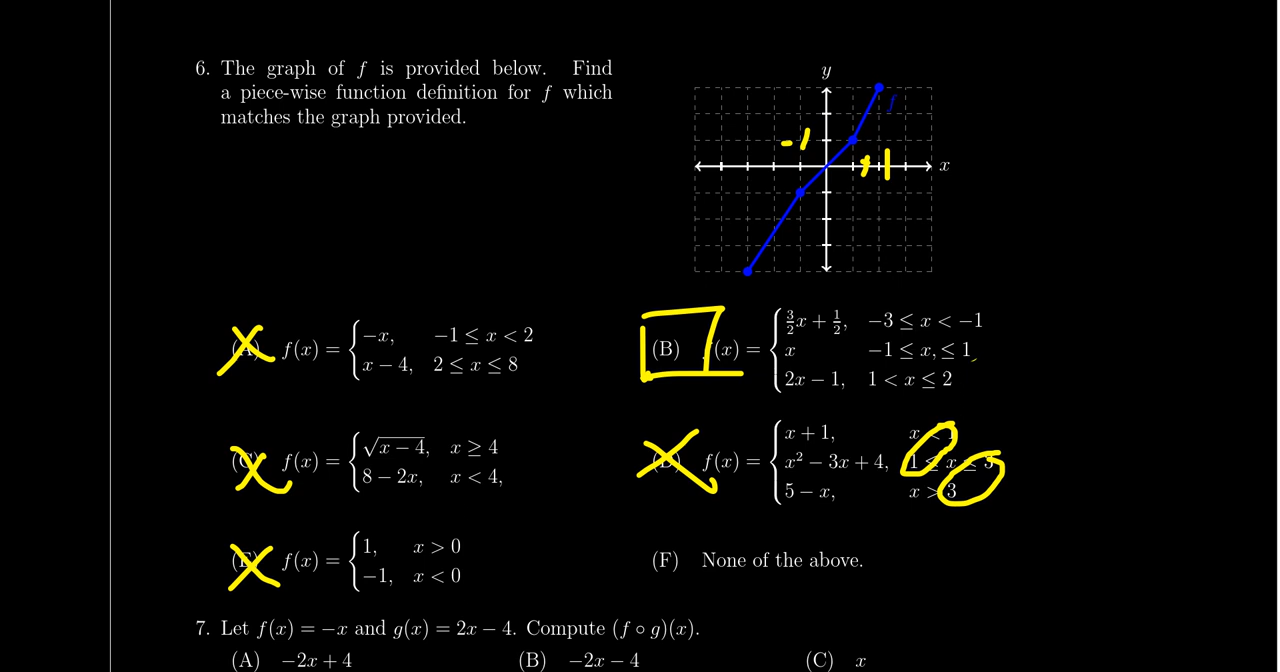 6. The graph of f is provided below. Find
a piece-wise function definition for f which
matches the graph provided.
y
f
x
-1
, 1
(A) f(x) = { −x, −1 ≤ x < 2
x − 4, 2 ≤ x ≤ 8
(B) f(x) = { 3/2 x + 1/2, −3 ≤ x < −1
x −1 ≤ x, ≤ 1,
2x − 1, 1 < x ≤ 2
(C) f(x) = { √(x − 4), x ≥ 4
8 − 2x, x < 4,
(D) f(x) = { x + 1, x < 1
x² − 3x + 4, 1 ≤ x ≤ 3
5 − x, x > 3
(E) f(x) = { 1, x > 0
−1, x < 0
(F) None of the above.
7. Let f(x) = −x and g(x) = 2x − 4. Compute (f ∘ g)(x).
(A) −2x + 4 (B) −2x − 4 (C) x